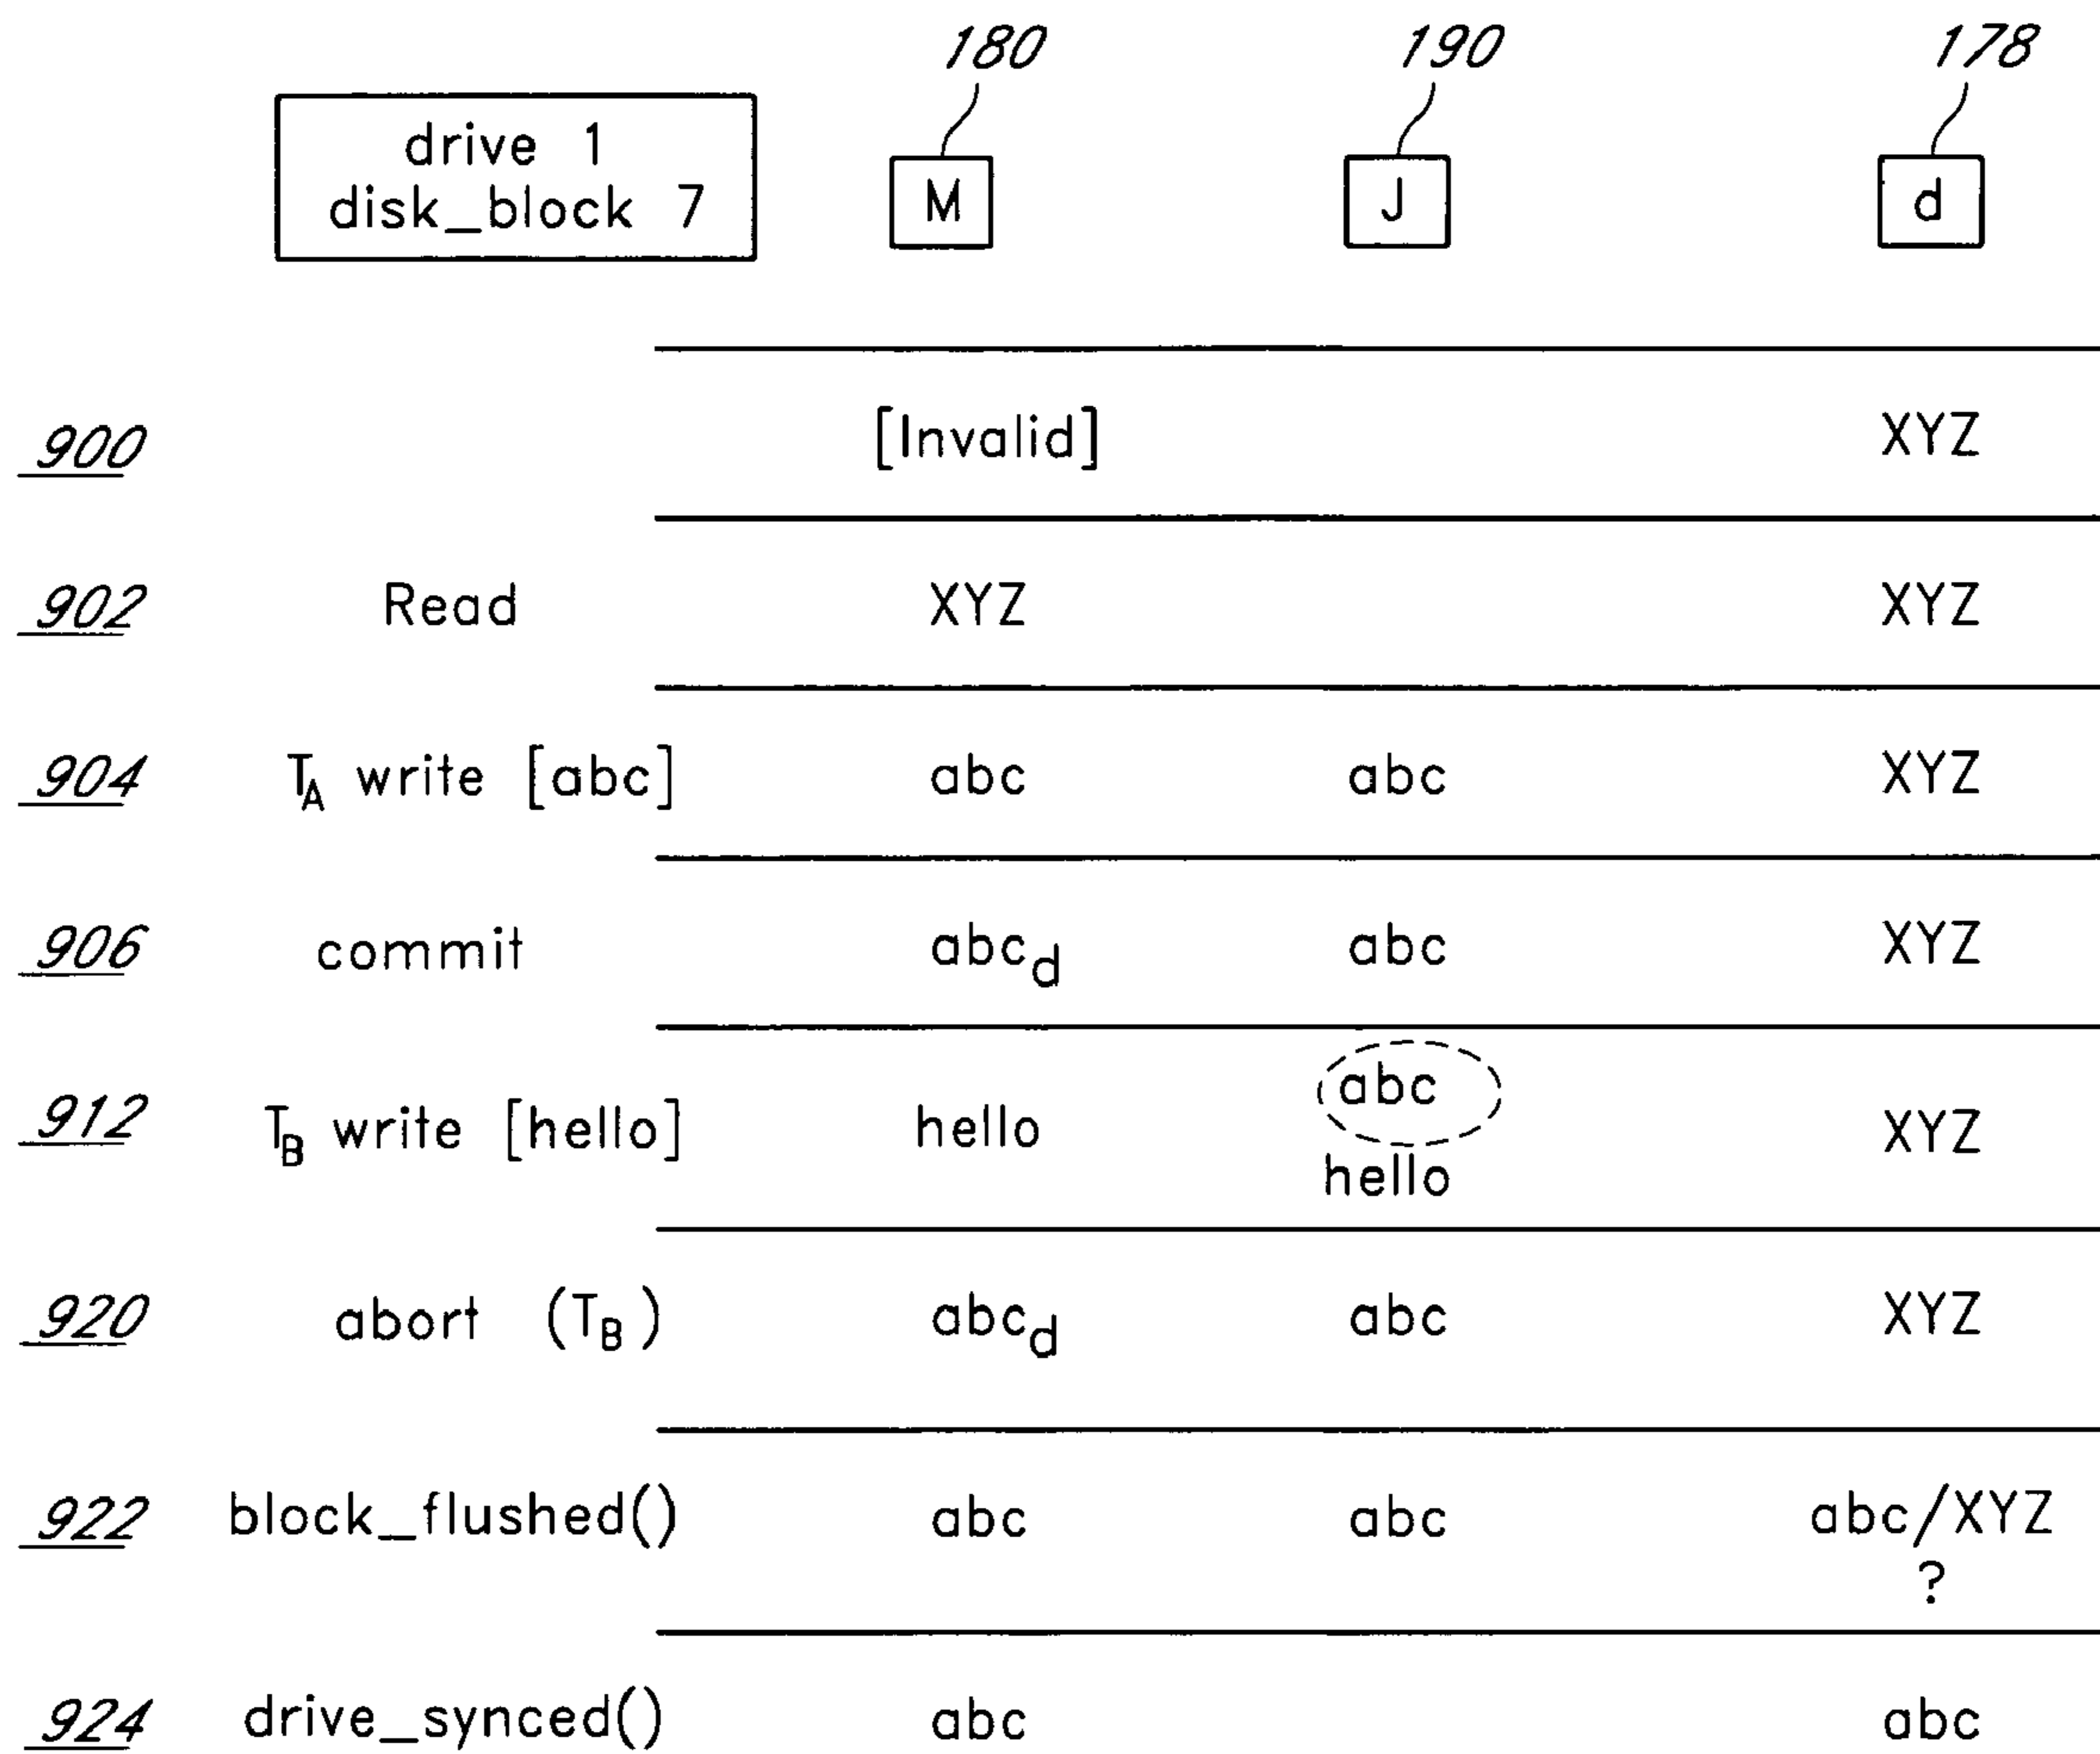 180 190 178
drive 1
disk_block 7
M J d
900 [Invalid] XYZ
902 Read XYZ XYZ
904 TA write [abc] abc abc XYZ
906 commit abcd abc XYZ
abc
912 TB write [hello] hello XYZ
hello
920 abort (TB) abcd abc XYZ
922 block_flushed() abc abc abc/XYZ
?
924 drive_synced() abc abc